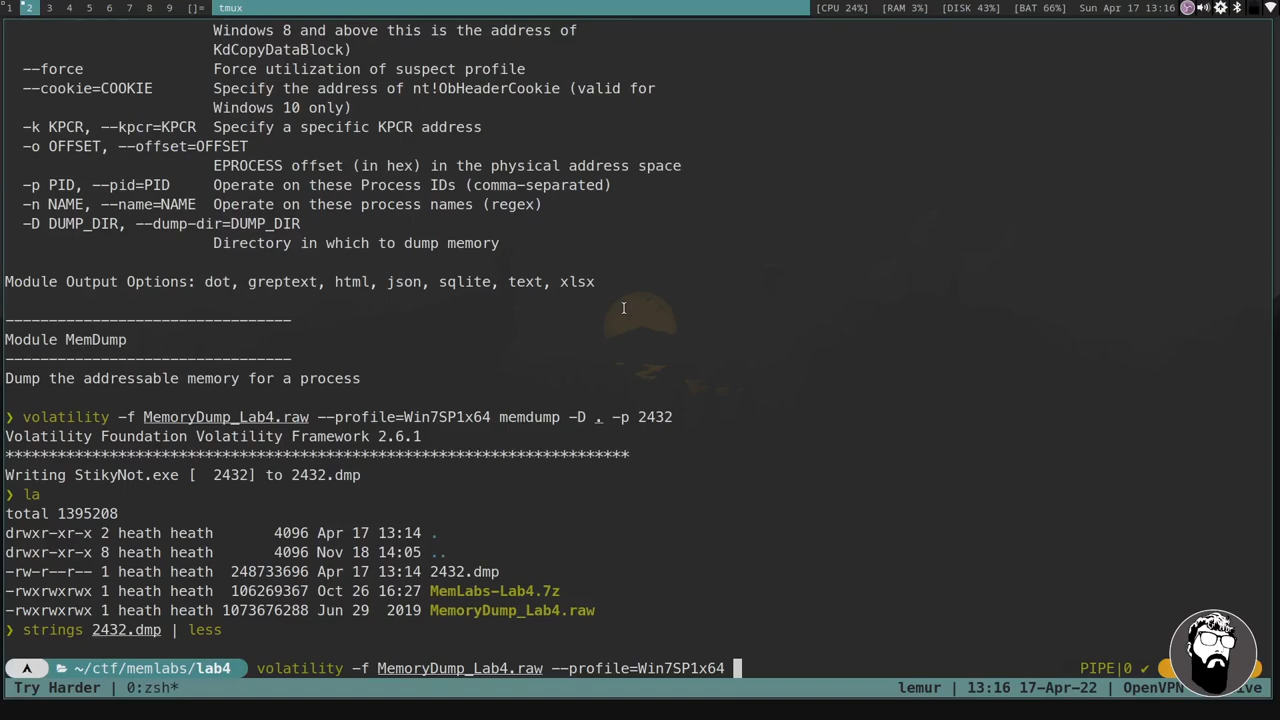 1 2 3 4 5 6 7 8 9 []= tmux [CPU 24%] [RAM 3%] [DISK 43%] [BAT 66%] Sun Apr 17 13:16
Windows 8 and above this is the address of
KdCopyDataBlock)
--force Force utilization of suspect profile
--cookie=COOKIE Specify the address of nt!ObHeaderCookie (valid for
Windows 10 only)
-k KPCR, --kpcr=KPCR Specify a specific KPCR address
-o OFFSET, --offset=OFFSET
EPROCESS offset (in hex) in the physical address space
-p PID, --pid=PID Operate on these Process IDs (comma-separated)
-n NAME, --name=NAME Operate on these process names (regex)
-D DUMP_DIR, --dump-dir=DUMP_DIR
Directory in which to dump memory
Module Output Options: dot, greptext, html, json, sqlite, text, xlsx
---------------------------------
Module MemDump
---------------------------------
Dump the addressable memory for a process
❯ volatility -f MemoryDump_Lab4.raw --profile=Win7SP1x64 memdump -D . -p 2432
Volatility Foundation Volatility Framework 2.6.1
************************************************************************
Writing StikyNot.exe [  2432] to 2432.dmp
❯ la
total 1395208
drwxr-xr-x 2 heath heath 4096 Apr 17 13:14 .
drwxr-xr-x 8 heath heath 4096 Nov 18 14:05 ..
-rw-r--r-- 1 heath heath 248733696 Apr 17 13:14 2432.dmp
-rwxrwxrwx 1 heath heath 106269367 Oct 26 16:27 MemLabs-Lab4.7z
-rwxrwxrwx 1 heath heath 1073676288 Jun 29 2019 MemoryDump_Lab4.raw
❯ strings 2432.dmp | less
~/ctf/memlabs/lab4 volatility -f MemoryDump_Lab4.raw --profile=Win7SP1x64 PIPE|0 ✔
Try Harder | 0:zsh* lemur | 13:16 17-Apr-22 | OpenVPN